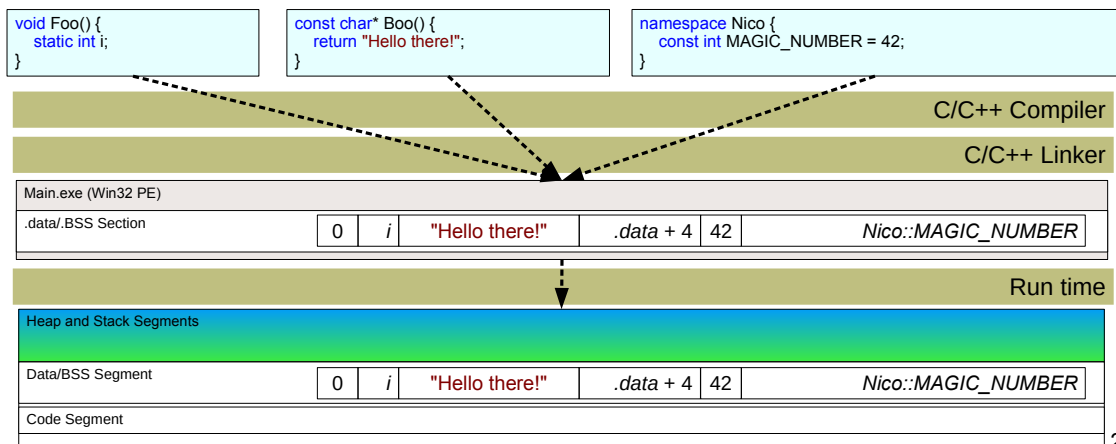 void Foo() {
static int i;
}
const char* Boo() {
return "Hello there!";
}
namespace Nico {
const int MAGIC_NUMBER = 42;
}
C/C++ Compiler
C/C++ Linker
Main.exe (Win32 PE)
.data/.BSS Section
0 i "Hello there!" .data + 4 42 Nico::MAGIC_NUMBER
Run time
Heap and Stack Segments
Data/BSS Segment
0 i "Hello there!" .data + 4 42 Nico::MAGIC_NUMBER
Code Segment